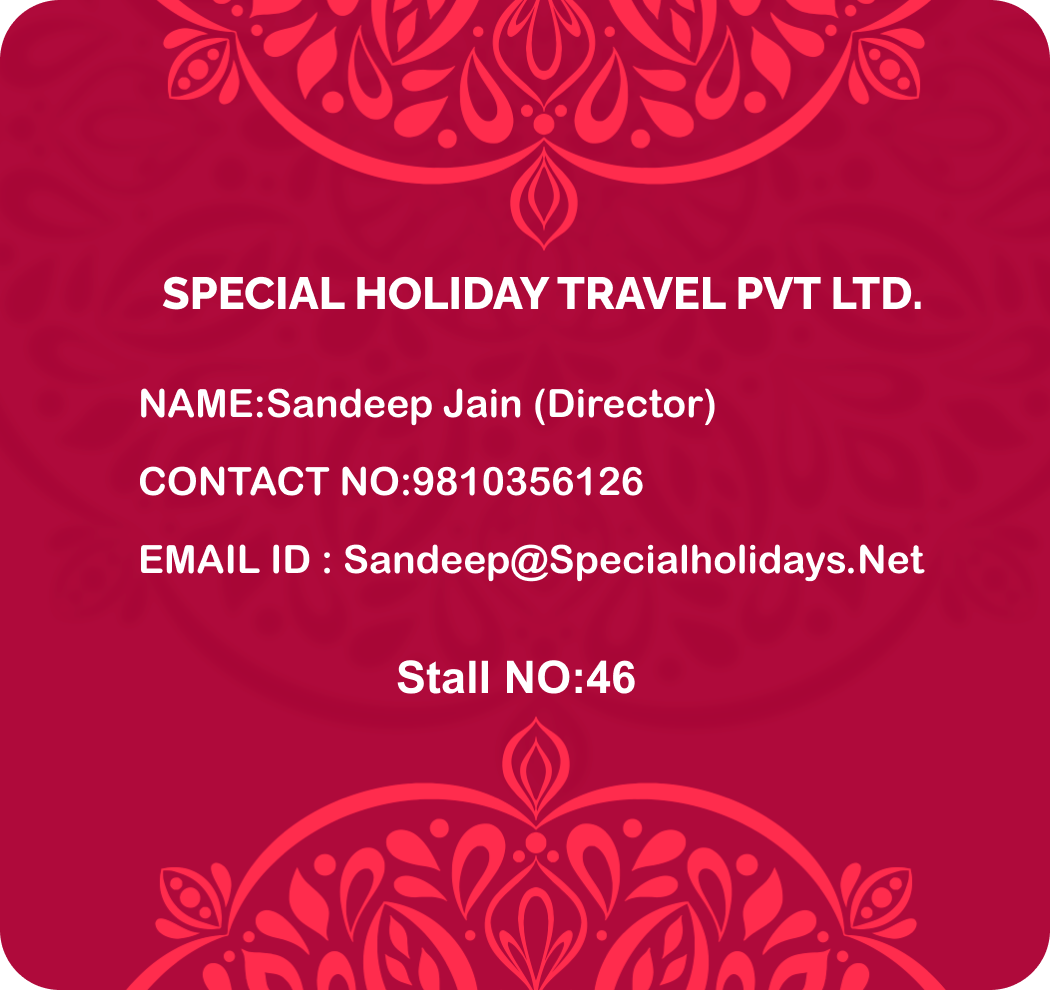 SPECIAL HOLIDAY TRAVEL PVT LTD.
NAME:Sandeep Jain (Director)
CONTACT NO:9810356126
EMAIL ID : Sandeep@Specialholidays.Net
Stall NO:46